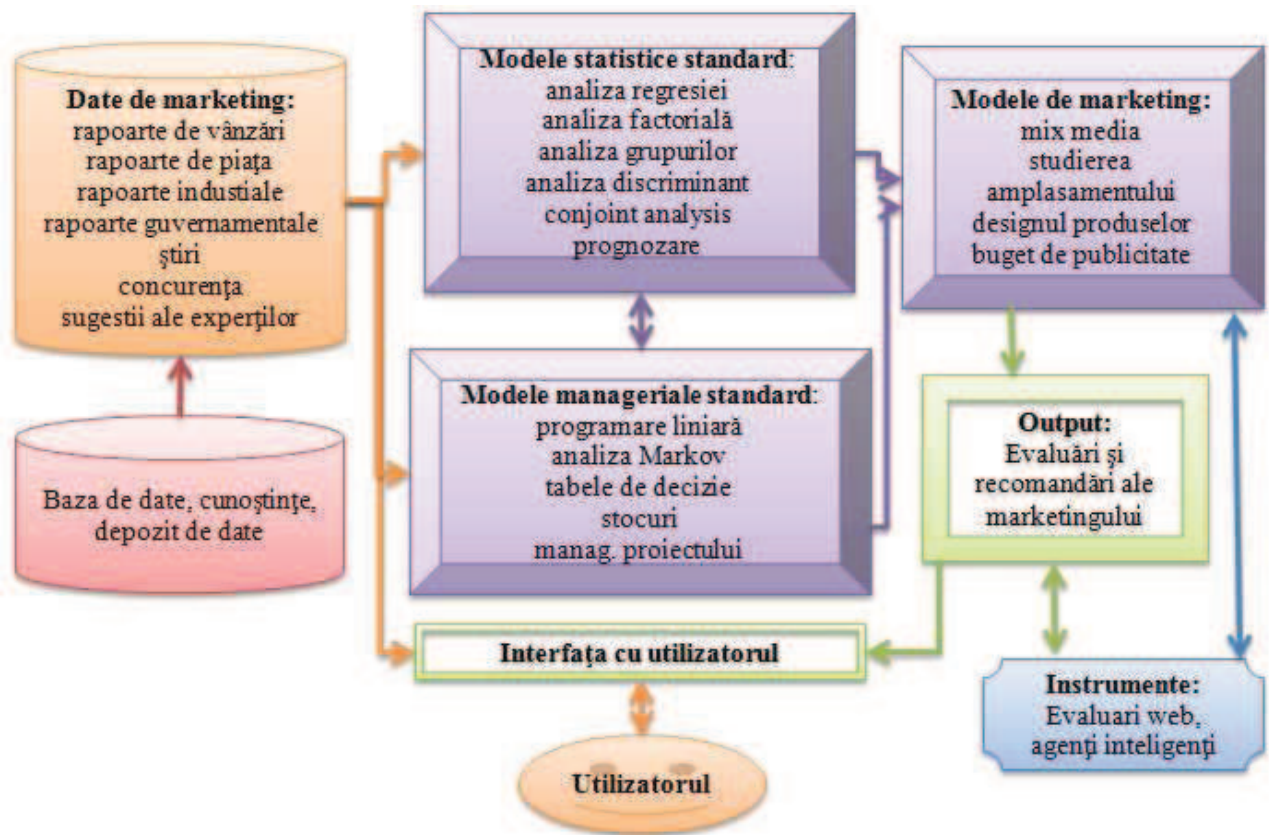 Date de marketing:
rapoarte de vânzări
rapoarte de piaţa
rapoarte industiale
rapoarte guvernamentale
ştiri
concurenţa
sugestii ale experţilor
Baza de date, cunoştinţe,
depozit de date
Modele statistice standard:
analiza regresiei
analiza factorială
analiza grupurilor
analiza discriminant
conjoint analysis
prognozare
Modele manageriale standard:
programare liniară
analiza Markov
tabele de decizie
stocuri
manag. proiectului
Modele de marketing:
mix media
studierea
amplasamentului
designul produselor
buget de publicitate
Output:
Evaluări şi
recomandări ale
marketingului
Interfaţa cu utilizatorul
Instrumente:
Evaluari web,
agenţi inteligenţi
Utilizatorul